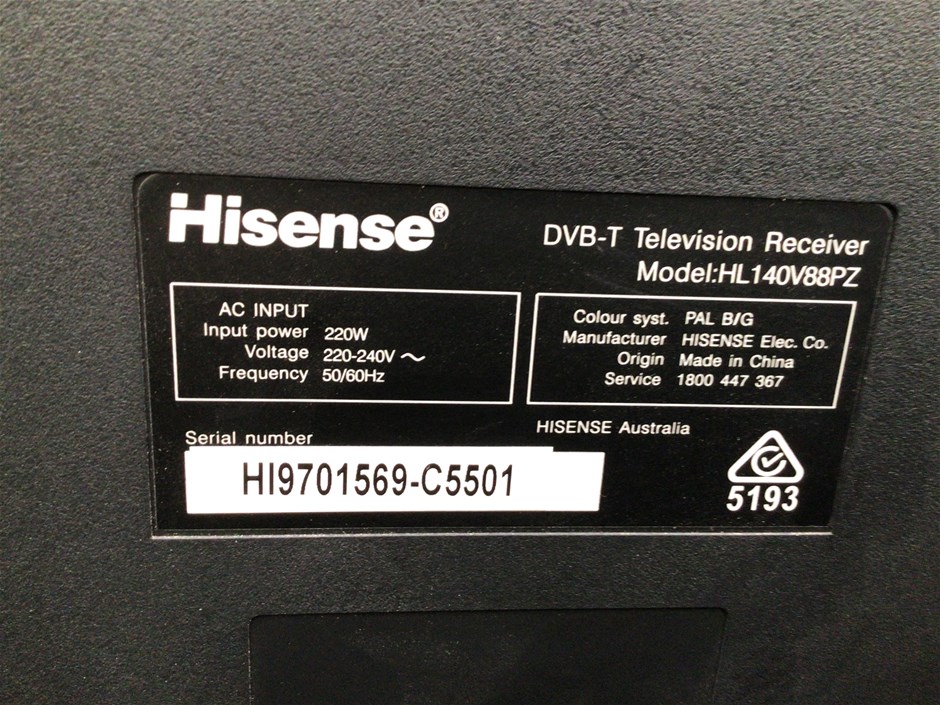 Hisense®
DVB-T Television Receiver
Model:HL140V88PZ
AC INPUT
Input power 220W
Voltage 220-240V ~
Frequency 50/60Hz
Colour syst. PAL B/G
Manufacturer HISENSE Elec. Co.
Origin Made in China
Service 1800 447 367
Serial number
HI9701569-C5501
HISENSE Australia
5193